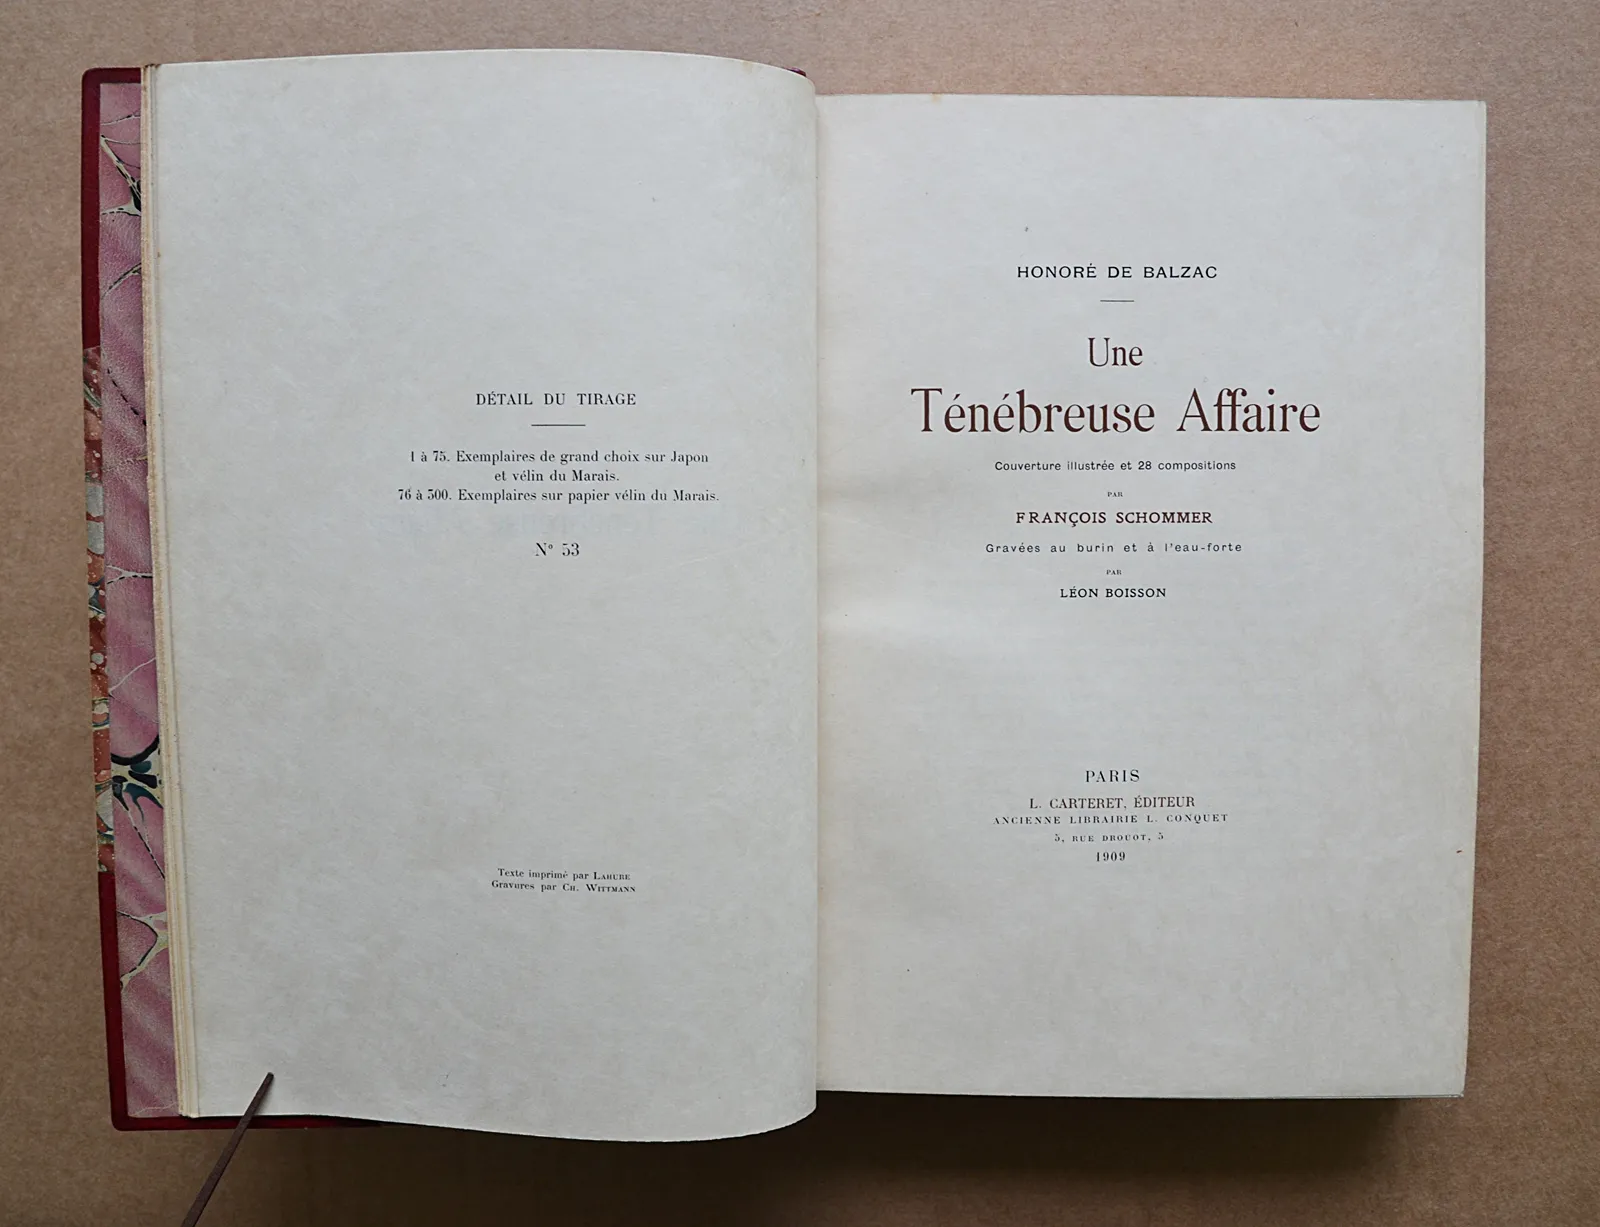 DÉTAIL DU TIRAGE
1 à 75. Exemplaires de grand choix sur Japon
et vélin du Marais.
76 à 500. Exemplaires sur papier vélin du Marais.
Nº 53
Texte imprimé par LAHURE
Gravures par CH. WITTMANN
HONORÉ DE BALZAC
Une
Ténébreuse Affaire
Couverture illustrée et 28 compositions
PAR
FRANÇOIS SCHOMMER
Gravées au burin et à l'eau-forte
PAR
LÉON BOISSON
PARIS
L. CARTERET, ÉDITEUR
ANCIENNE LIBRAIRIE L. CONQUET
5, RUE DROUOT, 5
1909